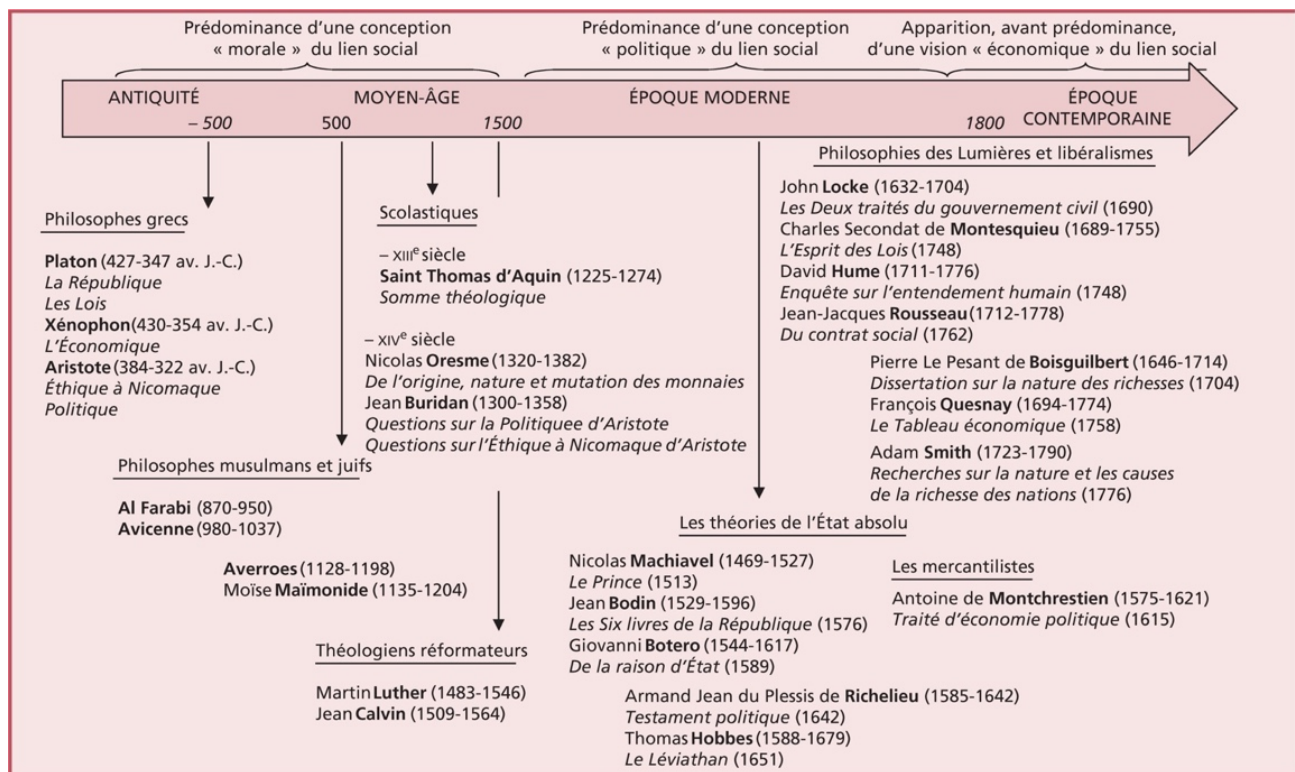 Prédominance d’une conception
« morale » du lien social
Prédominance d’une conception
« politique » du lien social
Apparition, avant prédominance,
d’une vision « économique » du lien social
ANTIQUITÉ
MOYEN-ÂGE
ÉPOQUE MODERNE
ÉPOQUE
CONTEMPORAINE
– 500
500
1500
1800
Philosophes grecs
Platon (427-347 av. J.-C.)
La République
Les Lois
Xénophon (430-354 av. J.-C.)
L’Économique
Aristote (384-322 av. J.-C.)
Éthique à Nicomaque
Politique
Philosophes musulmans et juifs
Al Farabi (870-950)
Avicenne (980-1037)
Averroes (1128-1198)
Moïse Maïmonide (1135-1204)
Scolastiques
– XIIIe siècle
Saint Thomas d’Aquin (1225-1274)
Somme théologique
– XIVe siècle
Nicolas Oresme (1320-1382)
De l’origine, nature et mutation des monnaies
Jean Buridan (1300-1358)
Questions sur la Politiquee d’Aristote
Questions sur l’Éthique à Nicomaque d’Aristote
Théologiens réformateurs
Martin Luther (1483-1546)
Jean Calvin (1509-1564)
Philosophies des Lumières et libéralismes
John Locke (1632-1704)
Les Deux traités du gouvernement civil (1690)
Charles Secondat de Montesquieu (1689-1755)
L’Esprit des Lois (1748)
David Hume (1711-1776)
Enquête sur l’entendement humain (1748)
Jean-Jacques Rousseau (1712-1778)
Du contrat social (1762)
Pierre Le Pesant de Boisguilbert (1646-1714)
Dissertation sur la nature des richesses (1704)
François Quesnay (1694-1774)
Le Tableau économique (1758)
Adam Smith (1723-1790)
Recherches sur la nature et les causes
de la richesse des nations (1776)
Les théories de l’État absolu
Nicolas Machiavel (1469-1527)
Le Prince (1513)
Jean Bodin (1529-1596)
Les Six livres de la République (1576)
Giovanni Botero (1544-1617)
De la raison d’État (1589)
Armand Jean du Plessis de Richelieu (1585-1642)
Testament politique (1642)
Thomas Hobbes (1588-1679)
Le Léviathan (1651)
Les mercantilistes
Antoine de Montchrestien (1575-1621)
Traité d’économie politique (1615)